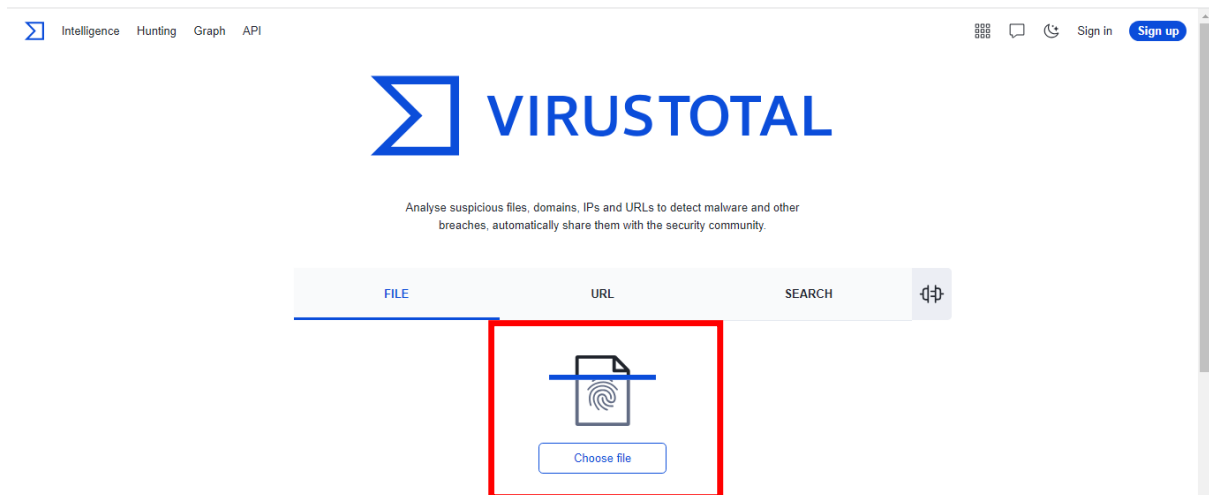 Intelligence Hunting Graph API Sign in Sign up
VIRUSTOTAL
Analyse suspicious files, domains, IPs and URLs to detect malware and other
breaches, automatically share them with the security community.
FILE URL SEARCH
Choose file